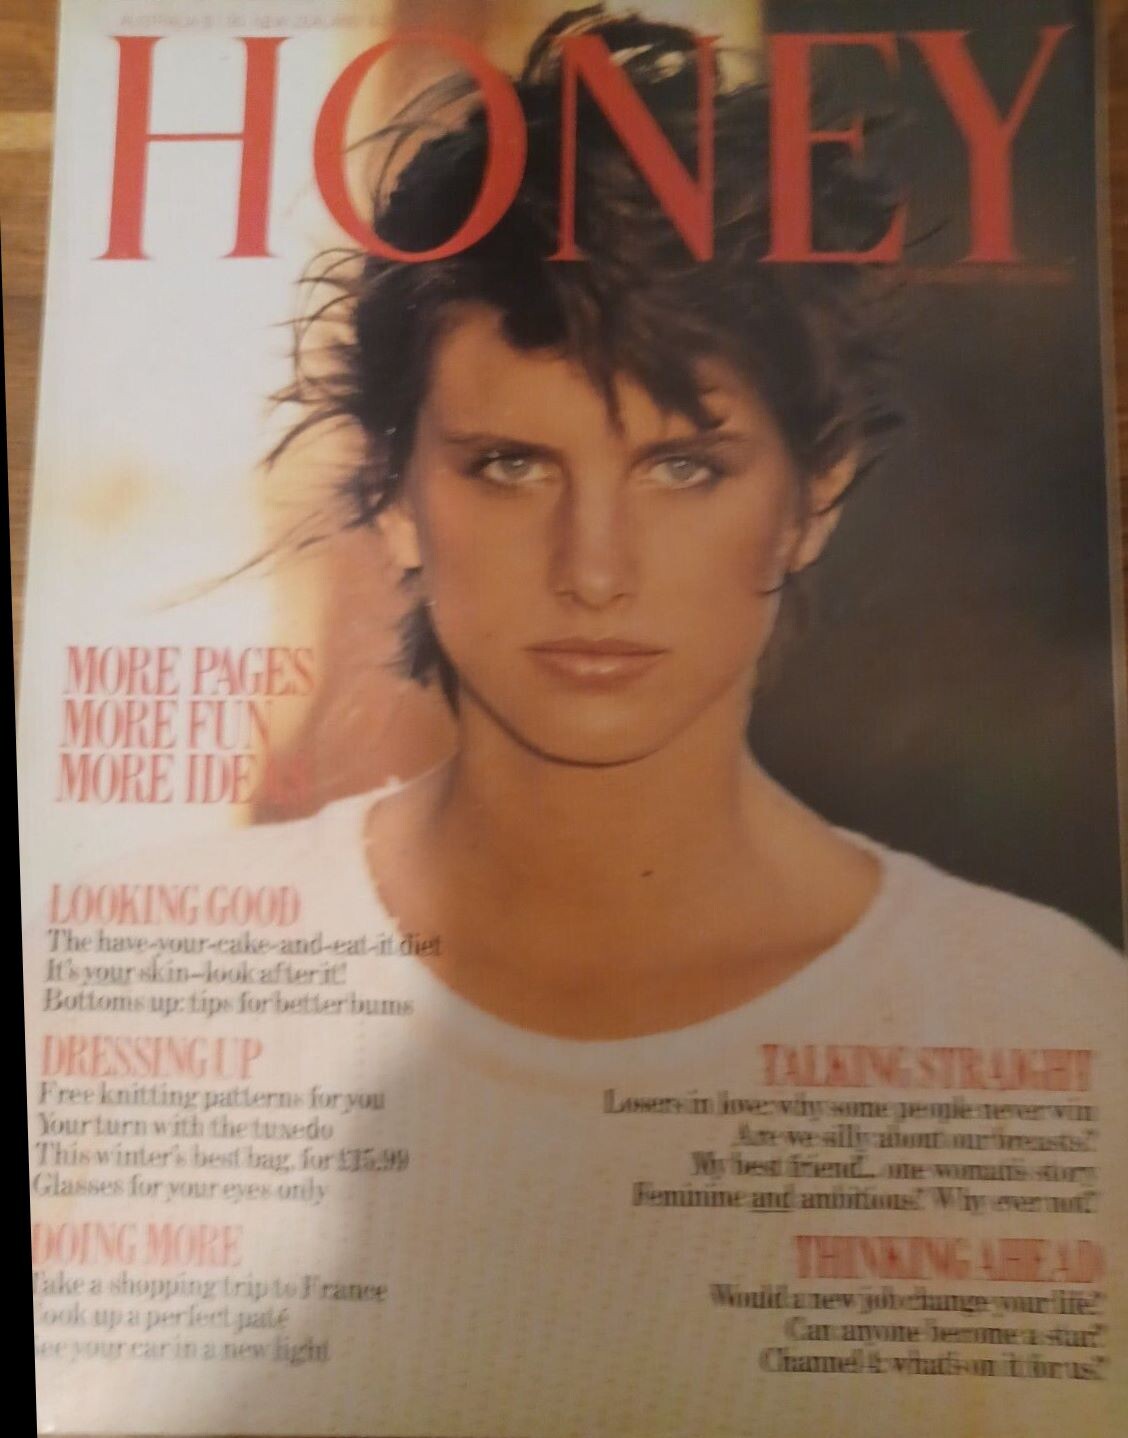 HONEY
MORE PAGES
MORE FUN
MORE IDEAS
LOOKING GOOD
The have-your-cake-and-eat-it diet
It's your skin–look after it!
Bottoms up: tips for better bums
DRESSING UP
Free knitting patterns for you
Your turn with the tuxedo
This winter's best bag, for £15.99
Glasses for your eyes only
DOING MORE
Take a shopping trip to France
Cook up a perfect paté
See your car in a new light
TALKING STRAIGHT
Losers in love: why some people never win
Are we silly about our breasts?
My best friend... one woman's story
Feminine and ambitious? Why ever not?
THINKING AHEAD
Would a new job change your life?
Can anyone become a star?
Channel 4: what's on it for us?